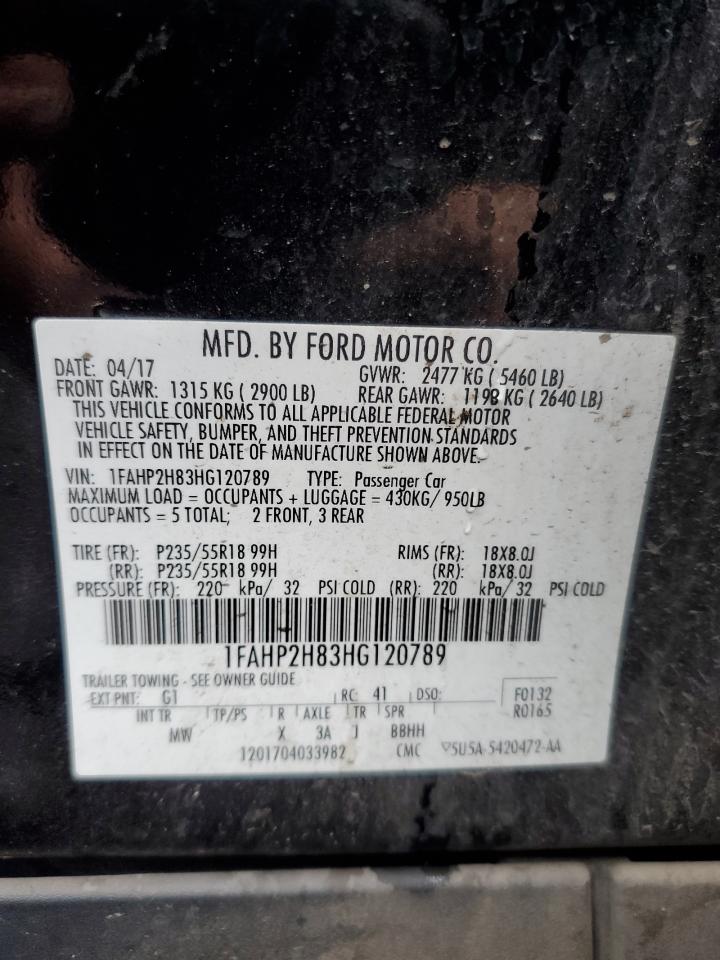 MFD. BY FORD MOTOR CO.
DATE: 04/17 GVWR: 2477 KG ( 5460 LB)
FRONT GAWR: 1315 KG ( 2900 LB) REAR GAWR: 1198 KG ( 2640 LB)
THIS VEHICLE CONFORMS TO ALL APPLICABLE FEDERAL MOTOR
VEHICLE SAFETY, BUMPER, AND THEFT PREVENTION STANDARDS
IN EFFECT ON THE DATE OF MANUFACTURE SHOWN ABOVE.
VIN: 1FAHP2H83HG120789 TYPE: Passenger Car
MAXIMUM LOAD = OCCUPANTS + LUGGAGE = 430KG/ 950LB
OCCUPANTS = 5 TOTAL; 2 FRONT, 3 REAR
TIRE (FR): P235/55R18 99H RIMS (FR): 18X8.0J
(RR): P235/55R18 99H (RR): 18X8.0J
PRESSURE (FR): 220 kPa/ 32 PSI COLD (RR): 220 kPa/ 32 PSI COLD
1FAHP2H83HG120789
TRAILER TOWING - SEE OWNER GUIDE
EXT PNT: G1 RC: 41 DSO: F0132
INT TR TP/PS R AXLE TR SPR R0165
MW X 3A J BBHH
1201704033982 CMC 5U5A-5420472-AA